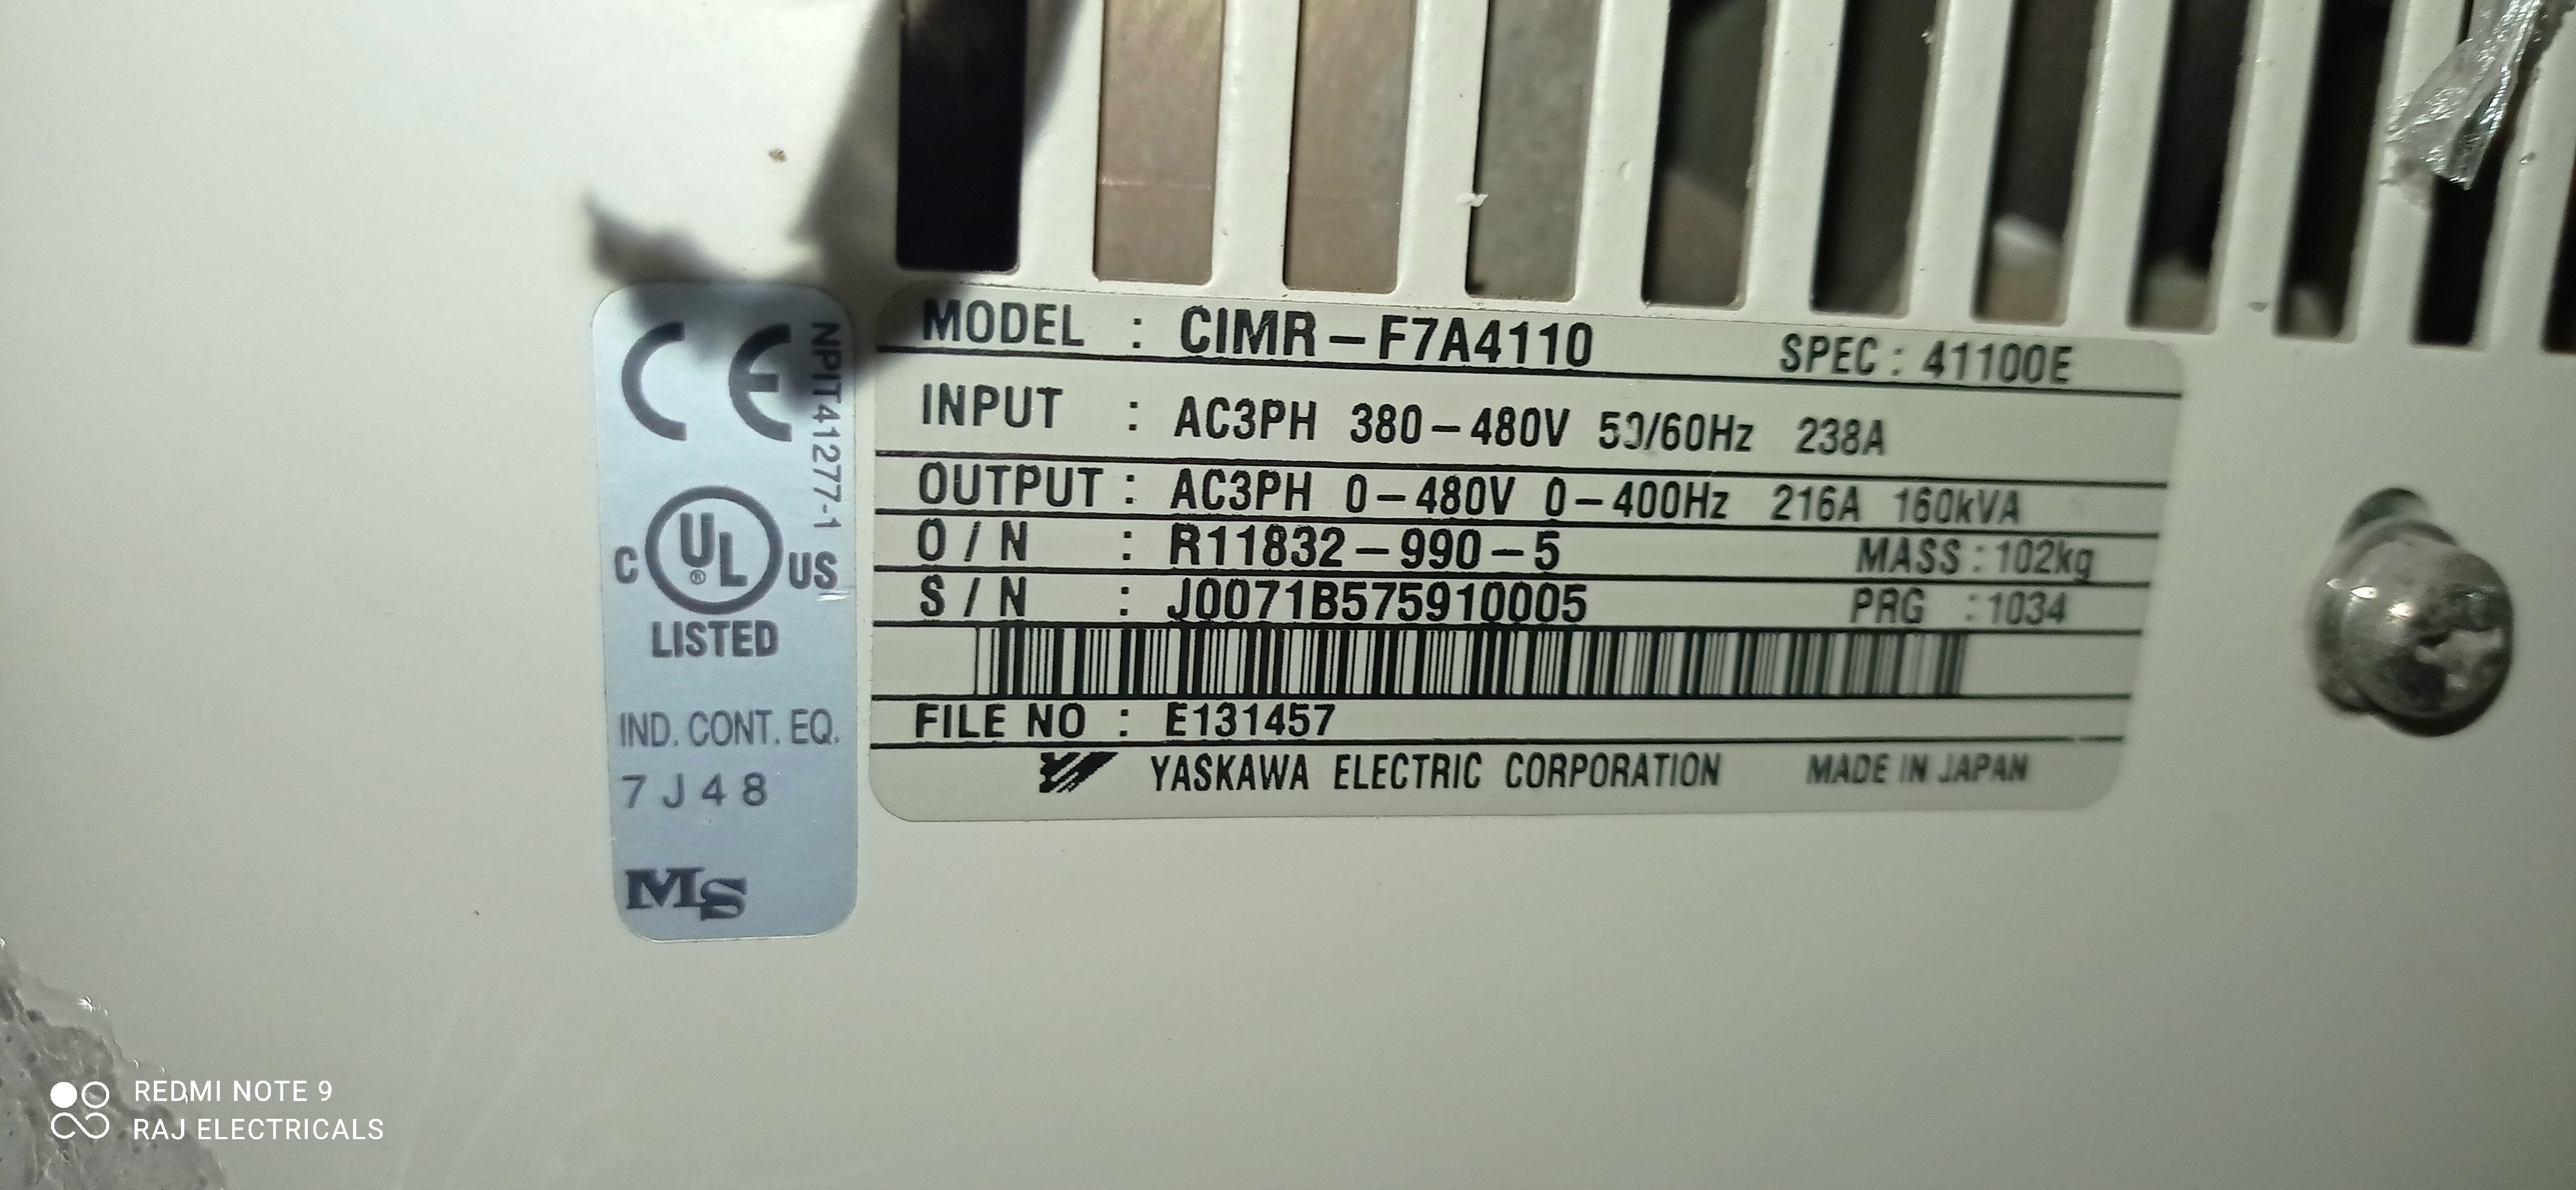 CE
NPIT41277-1
C UL® US
LISTED
IND. CONT. EQ.
7J48
MS
MODEL : CIMR-F7A4110 SPEC : 41100E
INPUT : AC3PH 380-480V 50/60Hz 238A
OUTPUT : AC3PH 0-480V 0-400Hz 216A 160kVA
O/N : R11832-990-5 MASS : 102kg
S/N : J0071B575910005 PRG : 1034
FILE NO : E131457
YASKAWA ELECTRIC CORPORATION MADE IN JAPAN
REDMI NOTE 9
RAJ ELECTRICALS